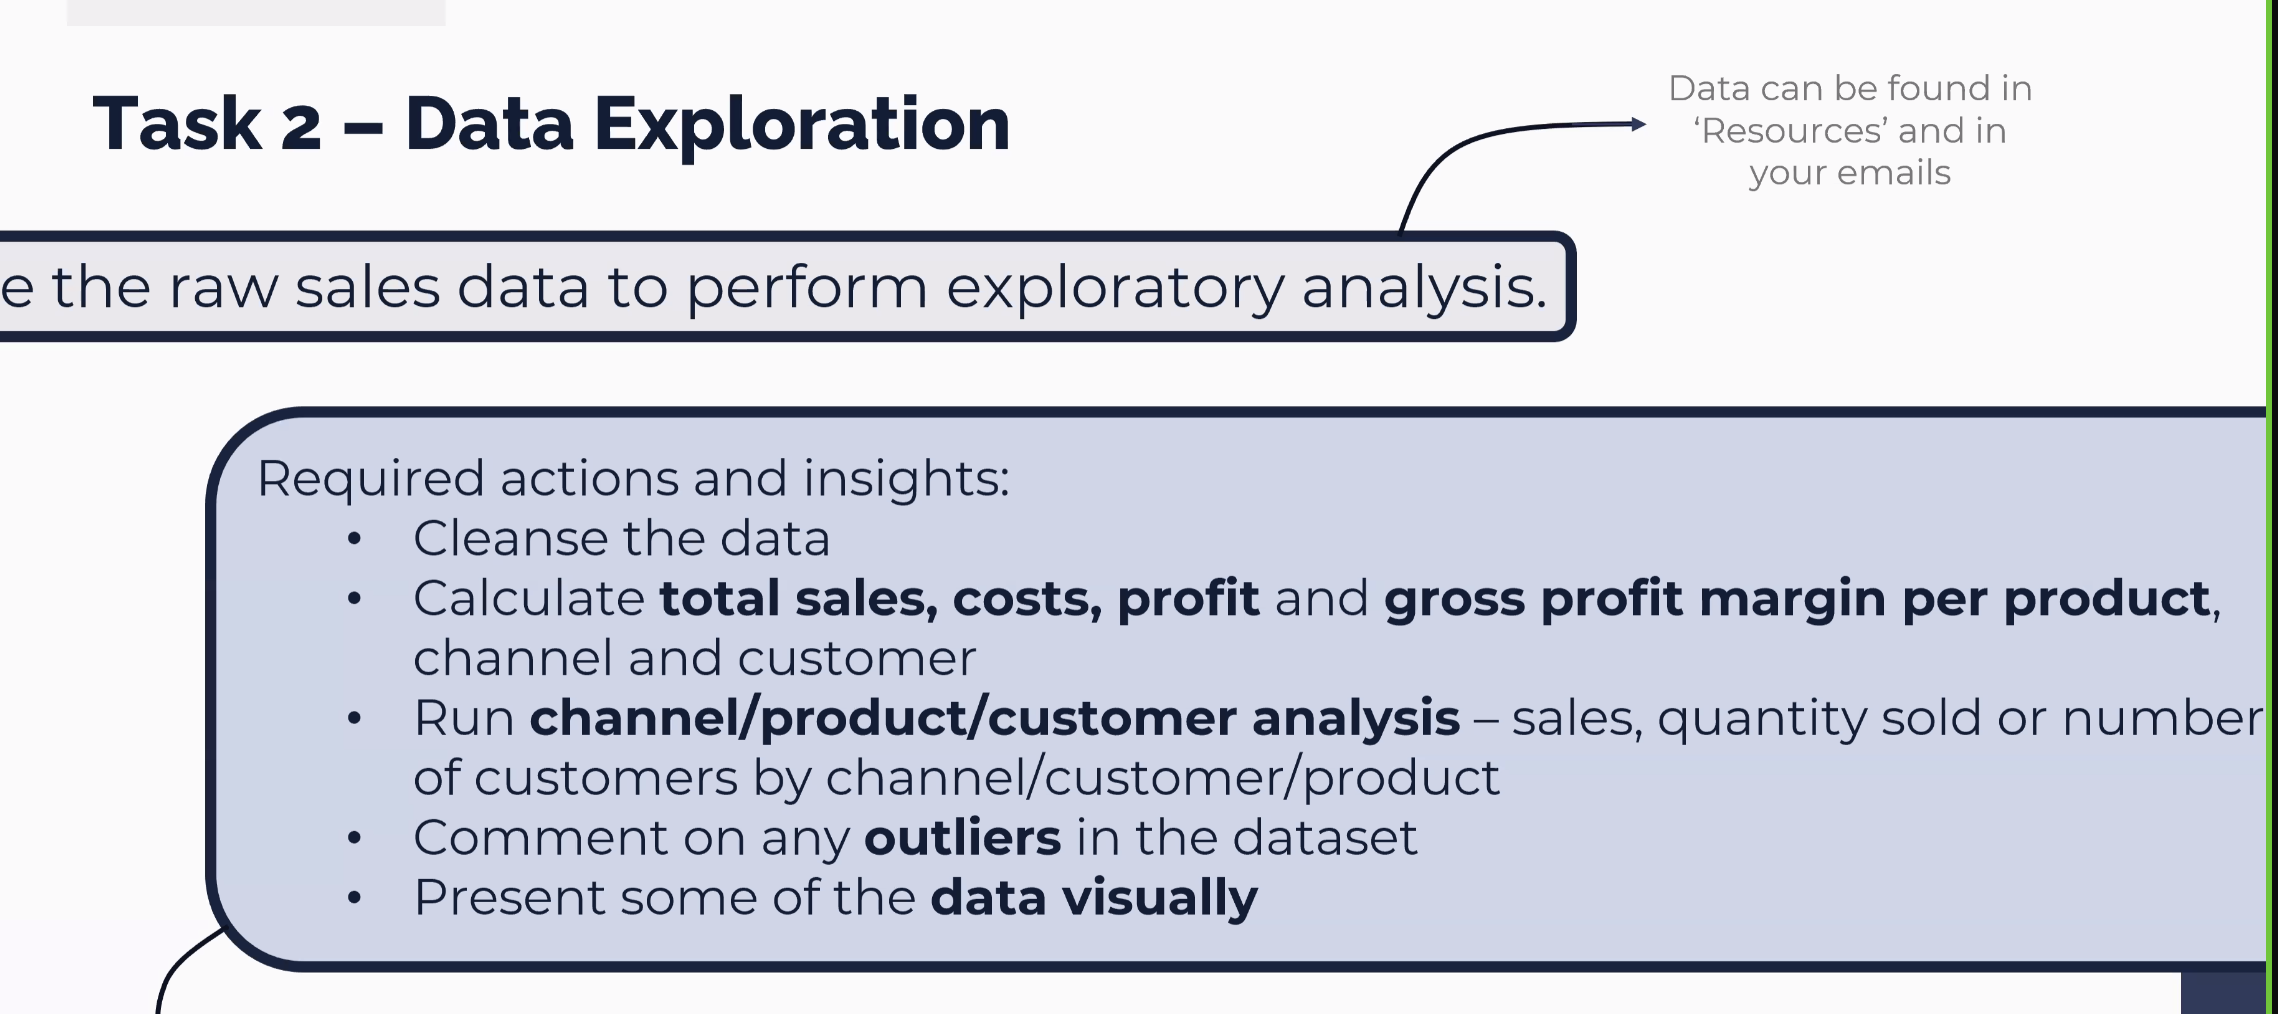 Task 2 – Data Exploration
Data can be found in
‘Resources’ and in
your emails
e the raw sales data to perform exploratory analysis.
Required actions and insights:
• Cleanse the data
• Calculate total sales, costs, profit and gross profit margin per product,
channel and customer
• Run channel/product/customer analysis – sales, quantity sold or number
of customers by channel/customer/product
• Comment on any outliers in the dataset
• Present some of the data visually